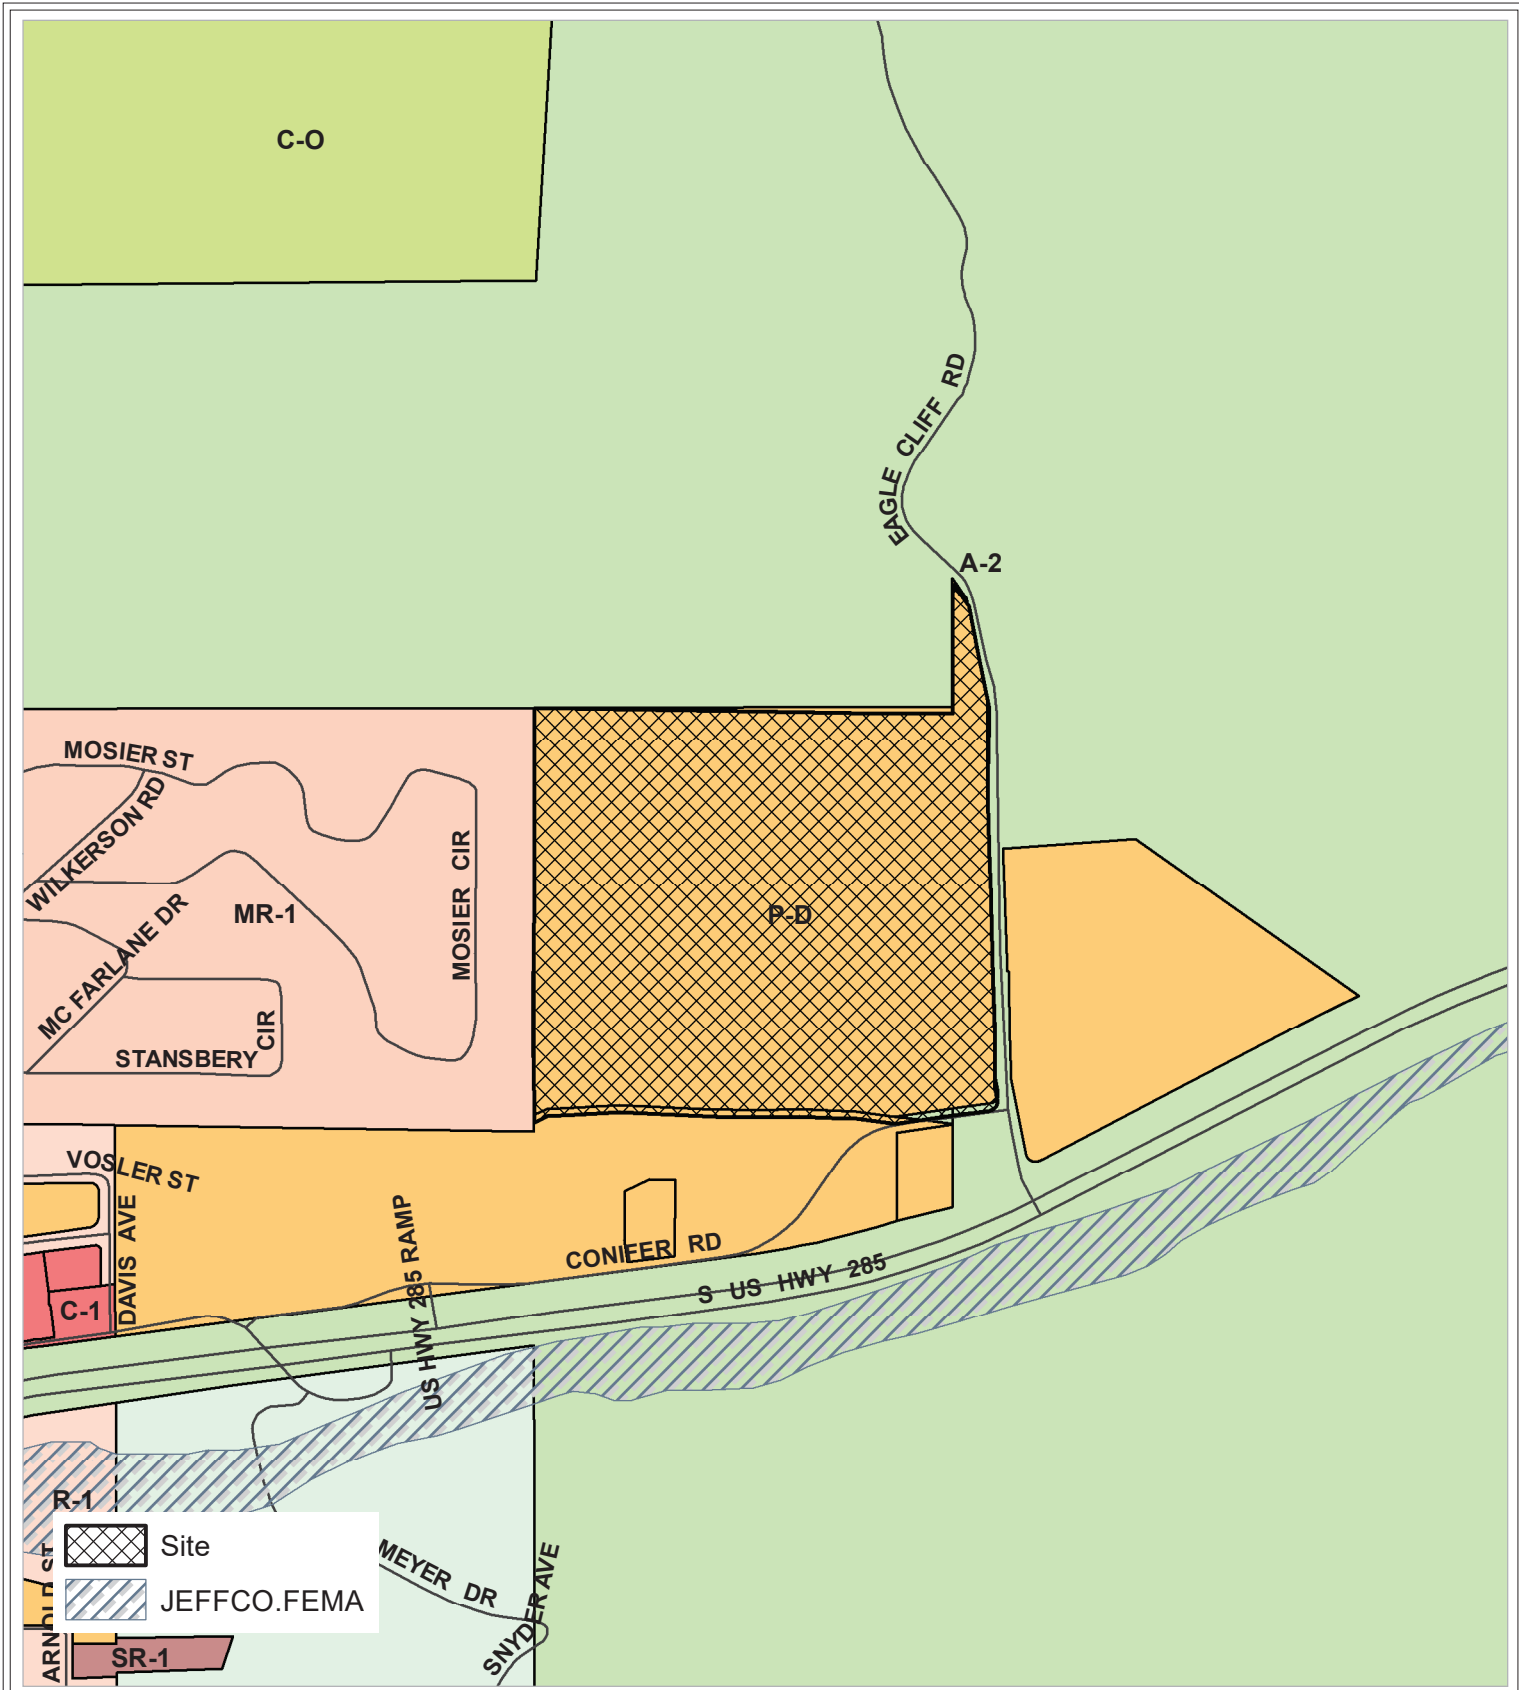 C-O
EAGLE CLIFF RD
A-2
MOSIER ST
WILKERSON RD
MOSIER CIR
MC FARLANE DR
MR-1
P-D
CIR
STANSBERY
VOSLER ST
DAVIS AVE
US HWY 285 RAMP
CONIFER RD
S US HWY 285
C-1
R-1
Site
JEFFCO.FEMA
MEYER DR
SNYDER AVE
ARNOLD ST
SR-1